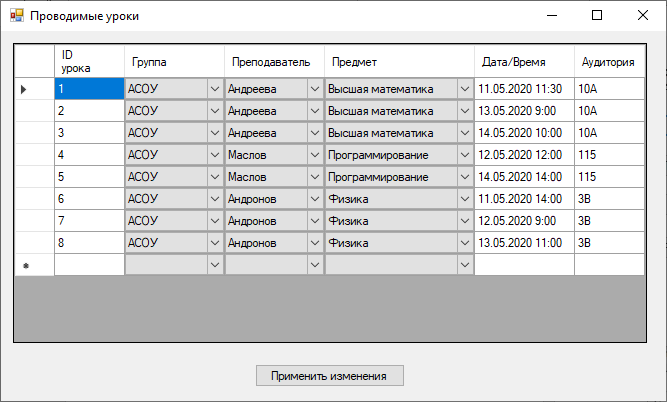 Проводимые уроки
ID урока Группа Преподаватель Предмет Дата/Время Аудитория
1 АСОУ Андреева Высшая математика 11.05.2020 11:30 10А
2 АСОУ Андреева Высшая математика 13.05.2020 9:00 10А
3 АСОУ Андреева Высшая математика 14.05.2020 10:00 10А
4 АСОУ Маслов Программирование 12.05.2020 12:00 115
5 АСОУ Маслов Программирование 14.05.2020 14:00 115
6 АСОУ Андронов Физика 11.05.2020 14:00 3В
7 АСОУ Андронов Физика 12.05.2020 9:00 3В
8 АСОУ Андронов Физика 13.05.2020 11:00 3В
Применить изменения